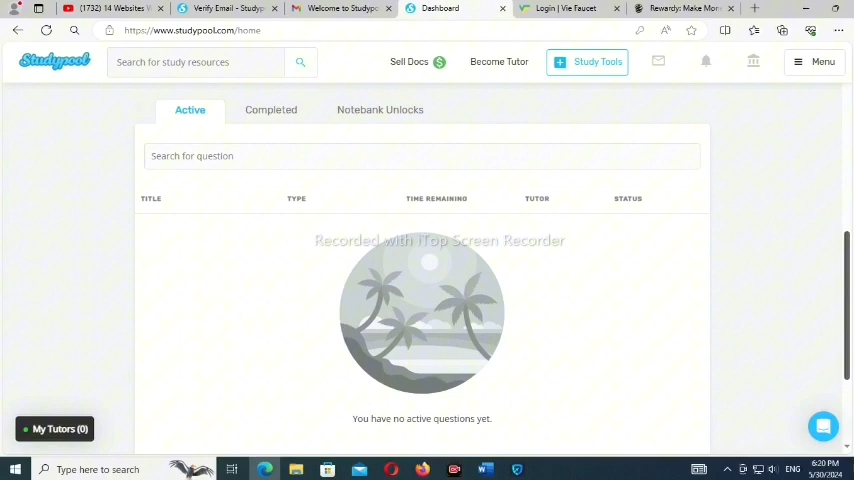 (1732) 14 Websites W
Verify Email - Studyp
Welcome to Studypo
Dashboard
Login | Vie Faucet
Rewardy: Make Mon
https://www.studypool.com/home
Studypool
Search for study resources
Sell Docs $
Become Tutor
Study Tools
Menu
Active
Completed
Notebank Unlocks
Search for question
TITLE
TYPE
TIME REMAINING
TUTOR
STATUS
Recorded with iTop Screen Recorder
You have no active questions yet.
My Tutors (0)
Type here to search
ENG
6:20 PM
5/30/2024